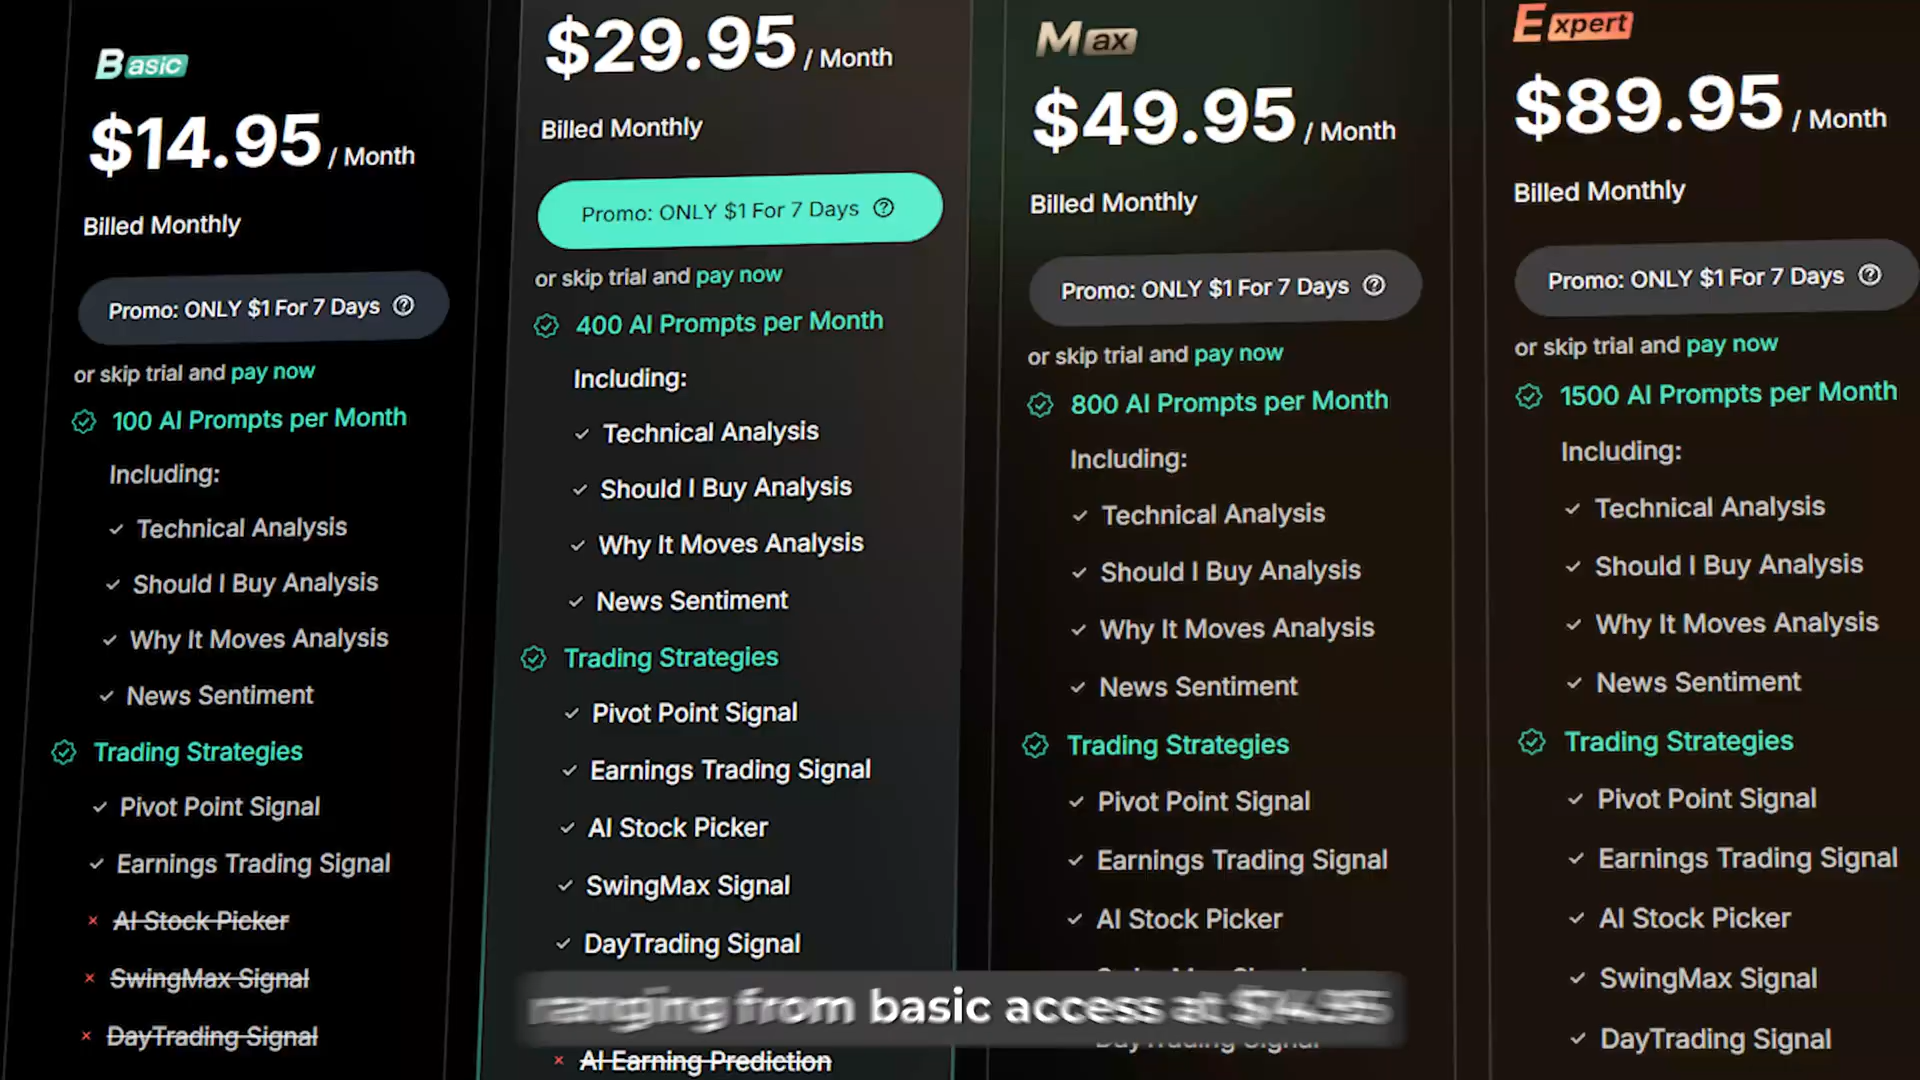 Basic
$14.95 / Month
Billed Monthly
Promo: ONLY $1 For 7 Days
or skip trial and pay now
100 AI Prompts per Month
Including:
Technical Analysis
Should I Buy Analysis
Why It Moves Analysis
News Sentiment
Trading Strategies
Pivot Point Signal
Earnings Trading Signal
AI Stock Picker
SwingMax Signal
DayTrading Signal
$29.95 / Month
Billed Monthly
Promo: ONLY $1 For 7 Days
or skip trial and pay now
400 AI Prompts per Month
Including:
Technical Analysis
Should I Buy Analysis
Why It Moves Analysis
News Sentiment
Trading Strategies
Pivot Point Signal
Earnings Trading Signal
AI Stock Picker
SwingMax Signal
DayTrading Signal
AI Earning Prediction
Max
$49.95 / Month
Billed Monthly
Promo: ONLY $1 For 7 Days
or skip trial and pay now
800 AI Prompts per Month
Including:
Technical Analysis
Should I Buy Analysis
Why It Moves Analysis
News Sentiment
Trading Strategies
Pivot Point Signal
Earnings Trading Signal
AI Stock Picker
DayTrading Signal
Expert
$89.95 / Month
Billed Monthly
Promo: ONLY $1 For 7 Days
or skip trial and pay now
1500 AI Prompts per Month
Including:
Technical Analysis
Should I Buy Analysis
Why It Moves Analysis
News Sentiment
Trading Strategies
Pivot Point Signal
Earnings Trading Signal
AI Stock Picker
SwingMax Signal
DayTrading Signal
ranging from basic access at $14.95